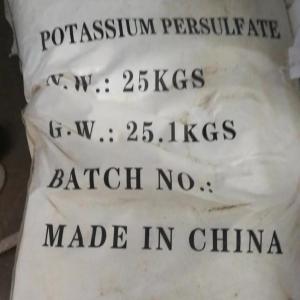 POTASSIUM PERSULFATE
N.W.: 25KGS
G.W.: 25.1KGS
BATCH NO.:
MADE IN CHINA